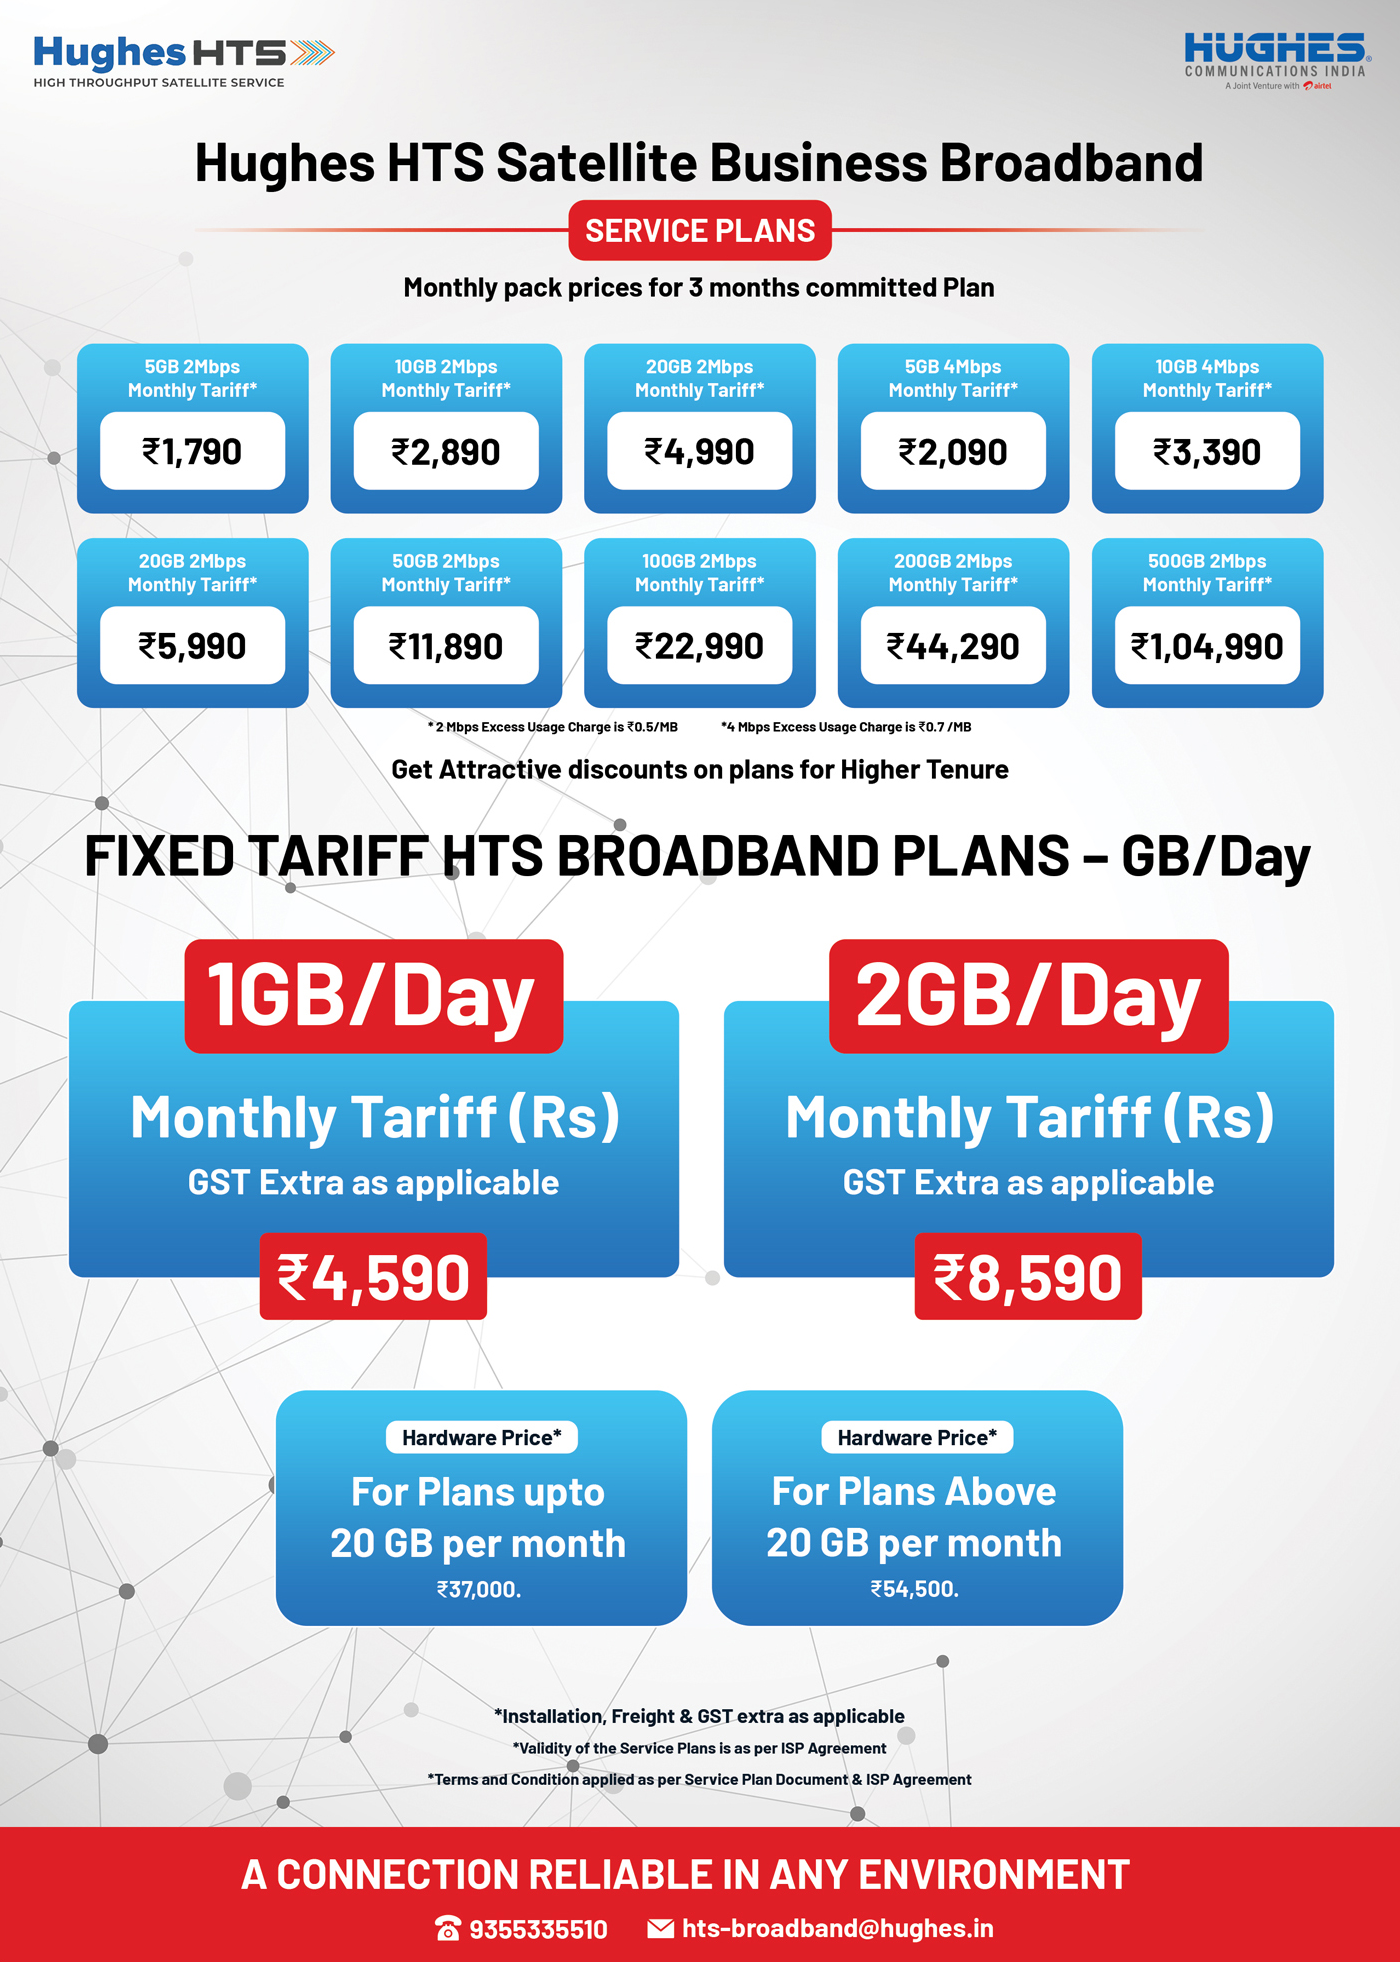 Hughes HTS
HIGH THROUGHPUT SATELLITE SERVICE
HUGHES®
COMMUNICATIONS INDIA
A Joint Venture with airtel
Hughes HTS Satellite Business Broadband
SERVICE PLANS
Monthly pack prices for 3 months committed Plan
5GB 2Mbps
Monthly Tariff*
₹1,790
10GB 2Mbps
Monthly Tariff*
₹2,890
20GB 2Mbps
Monthly Tariff*
₹4,990
5GB 4Mbps
Monthly Tariff*
₹2,090
10GB 4Mbps
Monthly Tariff*
₹3,390
20GB 2Mbps
Monthly Tariff*
₹5,990
50GB 2Mbps
Monthly Tariff*
₹11,890
100GB 2Mbps
Monthly Tariff*
₹22,990
200GB 2Mbps
Monthly Tariff*
₹44,290
500GB 2Mbps
Monthly Tariff*
₹1,04,990
* 2 Mbps Excess Usage Charge is ₹0.5/MB
*4 Mbps Excess Usage Charge is ₹0.7 /MB
Get Attractive discounts on plans for Higher Tenure
FIXED TARIFF HTS BROADBAND PLANS – GB/Day
1GB/Day
Monthly Tariff (Rs)
GST Extra as applicable
₹4,590
2GB/Day
Monthly Tariff (Rs)
GST Extra as applicable
₹8,590
Hardware Price*
For Plans upto
20 GB per month
₹37,000.
Hardware Price*
For Plans Above
20 GB per month
₹54,500.
*Installation, Freight & GST extra as applicable
*Validity of the Service Plans is as per ISP Agreement
*Terms and Condition applied as per Service Plan Document & ISP Agreement
A CONNECTION RELIABLE IN ANY ENVIRONMENT
9355335510
hts-broadband@hughes.in